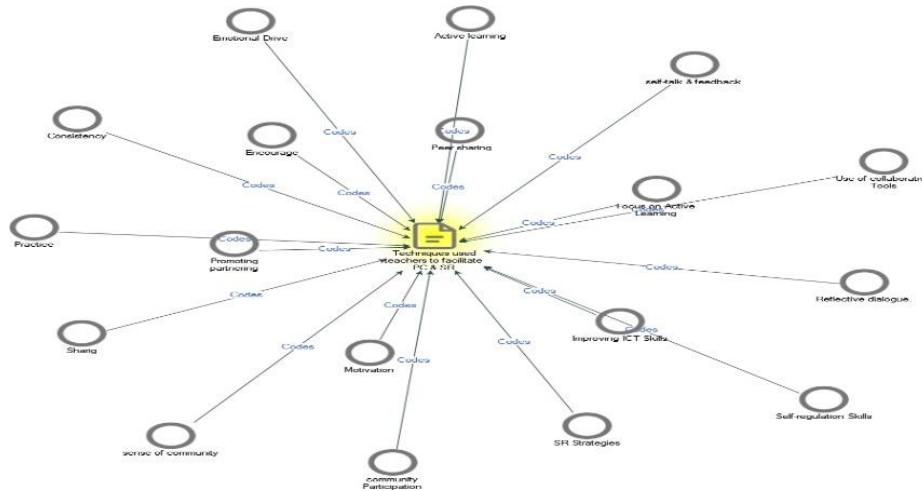 Emotional Drive
Active learning
self-talk & feedback
Codes
Codes
Consistency
Encourage
Peer sharing
Codes
Codes
Codes
Codes
Use of collaborati
Tools
Focus on Active
Learning
Codes
Codes
Practice
Codes
Promoting
partnering
Codes
Techniques used
teachers to facilitate
PC & SR
Codes
Reflective dialogue
Codes
Codes
Sharig
Codes
Codes
Improving ICT Skills
Codes
Codes
Motivation
Codes
Codes
Self-regulation Skills
sense of community
SR Strategies
community
Participation